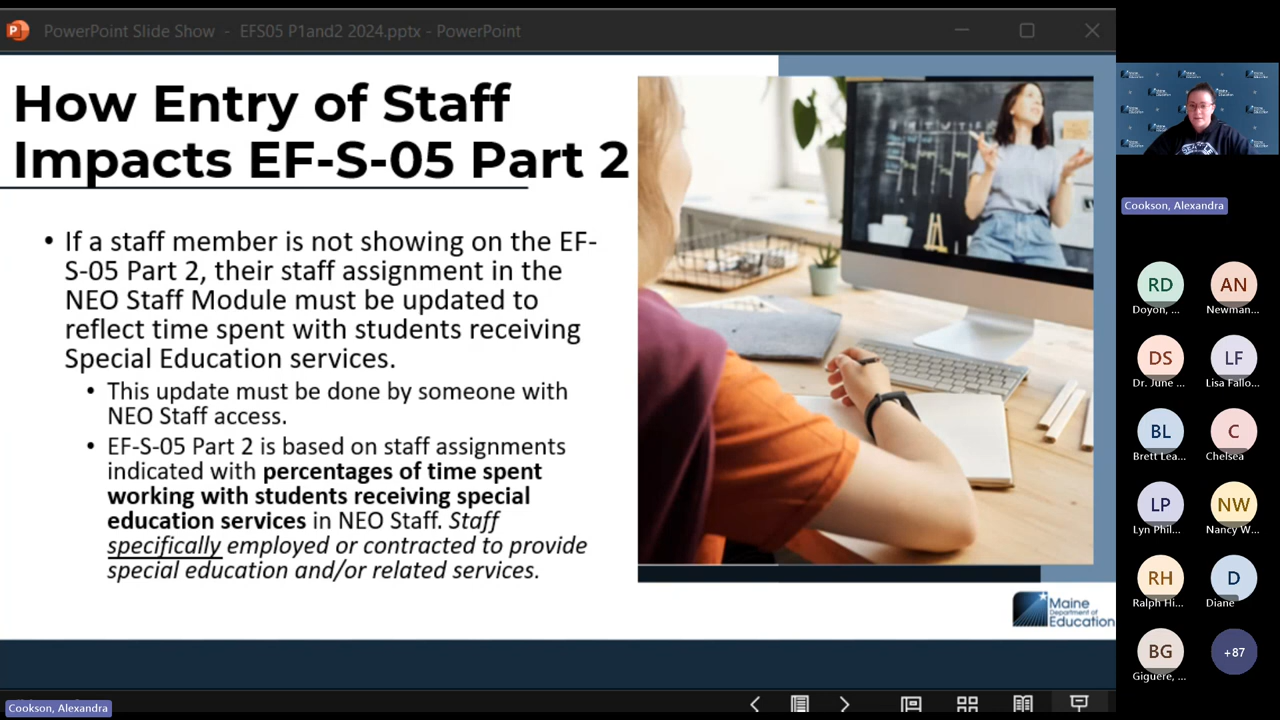 PowerPoint Slide Show - EFS05 P1and2 2024.pptx - PowerPoint
How Entry of Staff
Impacts EF-S-05 Part 2
• If a staff member is not showing on the EF-
S-05 Part 2, their staff assignment in the
NEO Staff Module must be updated to
reflect time spent with students receiving
Special Education services.
• This update must be done by someone with
NEO Staff access.
• EF-S-05 Part 2 is based on staff assignments
indicated with percentages of time spent
working with students receiving special
education services in NEO Staff. Staff
specifically employed or contracted to provide
special education and/or related services.
Maine
Department of
Education
Cookson, Alexandra
Cookson, Alexandra
RD
Doyon, ...
AN
Newman...
DS
Dr. June ...
LF
Lisa Fallo...
BL
Brett Lea...
C
Chelsea
LP
Lyn Phil...
NW
Nancy W...
RH
Ralph Hi...
D
Diane
BG
Giguere, ...
+87